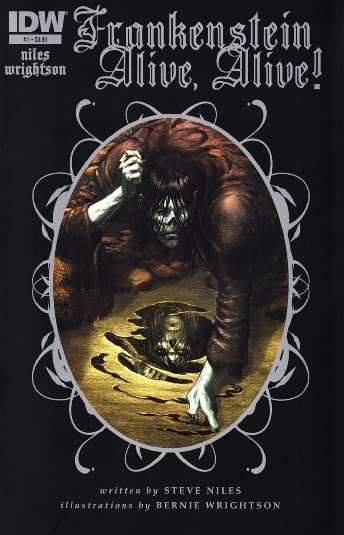 IDW
#1 • $3.99
niles
wrightson
Frankenstein
Alive, Alive!
written by STEVE NILES
illustrations by BERNIE WRIGHTSON